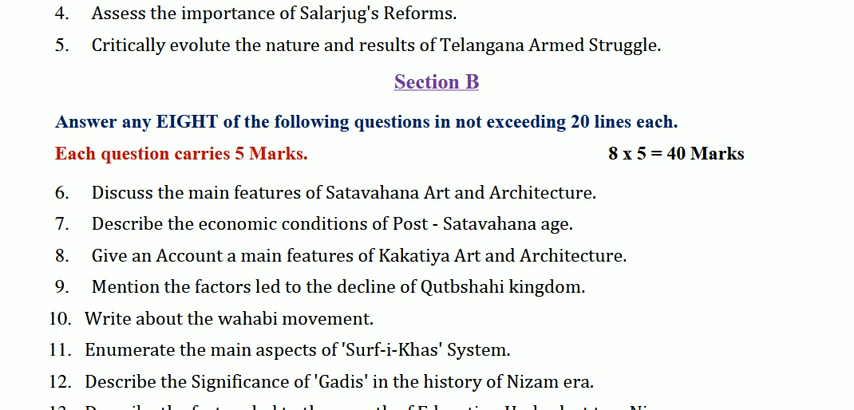 4. Assess the importance of Salarjug's Reforms.
5. Critically evolute the nature and results of Telangana Armed Struggle.
Section B
Answer any EIGHT of the following questions in not exceeding 20 lines each.
Each question carries 5 Marks. 8 x 5 = 40 Marks
6. Discuss the main features of Satavahana Art and Architecture.
7. Describe the economic conditions of Post - Satavahana age.
8. Give an Account a main features of Kakatiya Art and Architecture.
9. Mention the factors led to the decline of Qutbshahi kingdom.
10. Write about the wahabi movement.
11. Enumerate the main aspects of 'Surf-i-Khas' System.
12. Describe the Significance of 'Gadis' in the history of Nizam era.